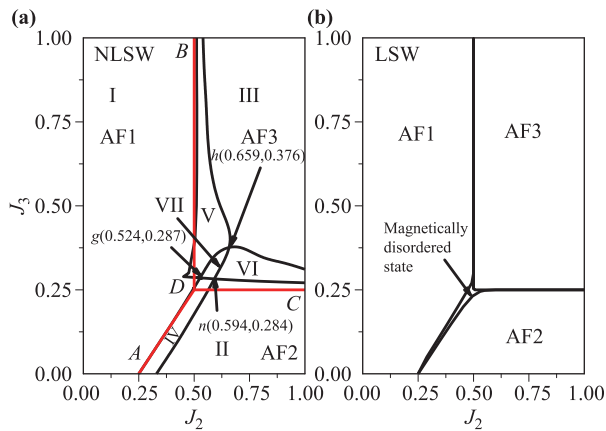 (a)
NLSW
B
I
III
AF1
AF3
h(0.659,0.376)
VII
V
g(0.524,0.287)
VI
D
C
n(0.594,0.284)
A
IV
II
AF2
J3
1.00
0.75
0.50
0.25
0.00
0.00
0.25
0.50
0.75
1.00
J2
(b)
LSW
AF1
AF3
Magnetically
disordered
state
AF2
1.00
0.75
0.50
0.25
0.00
0.00
0.25
0.50
0.75
1.00
J2